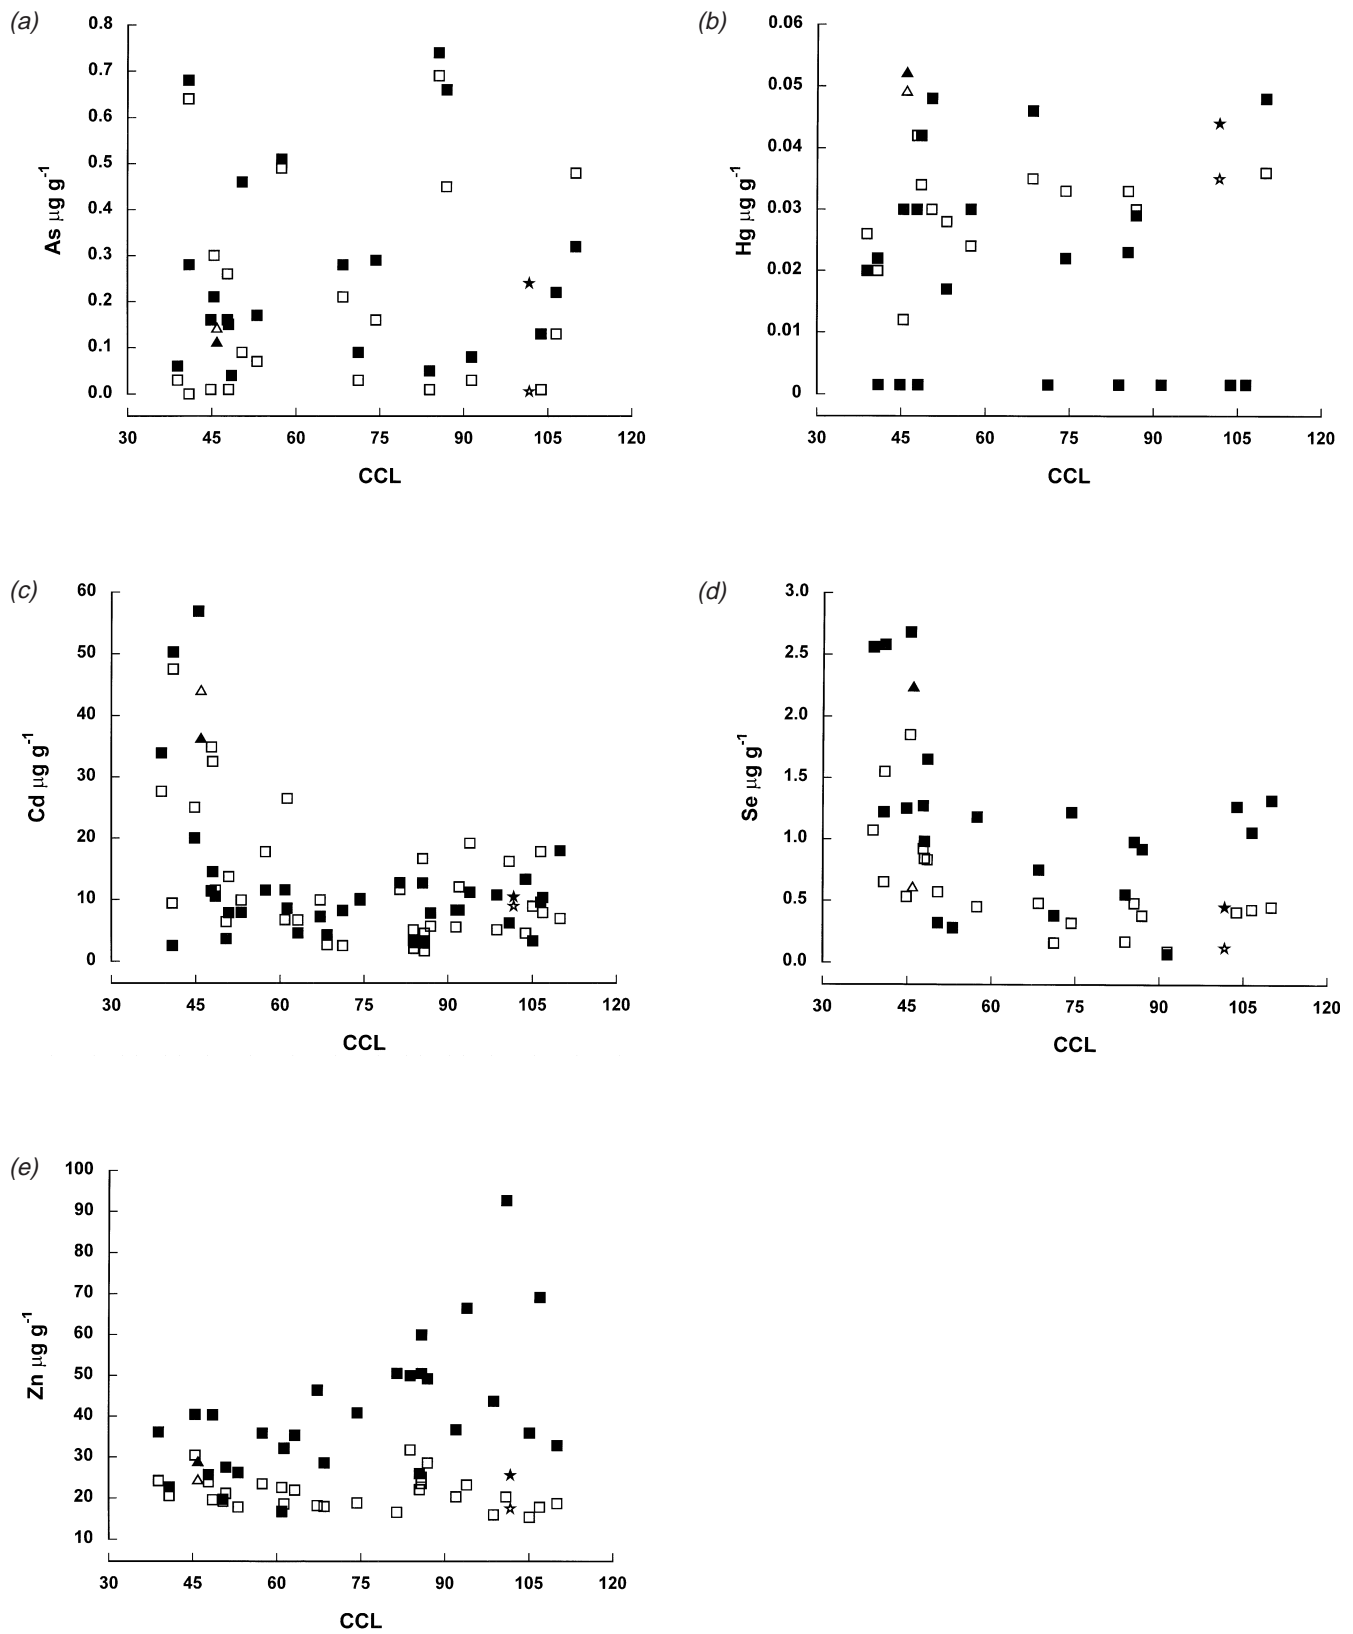 (a)
0.8
0.7
0.6
0.5
0.4
0.3
0.2
0.1
0.0
As µg g⁻¹
30 45 60 75 90 105 120
CCL
(b)
0.06
0.05
0.04
0.03
0.02
0.01
0
Hg µg g⁻¹
30 45 60 75 90 105 120
CCL
(c)
60
50
40
30
20
10
0
Cd µg g⁻¹
30 45 60 75 90 105 120
CCL
(d)
3.0
2.5
2.0
1.5
1.0
0.5
0.0
Se µg g⁻¹
30 45 60 75 90 105 120
CCL
(e)
100
90
80
70
60
50
40
30
20
10
Zn µg g⁻¹
30 45 60 75 90 105 120
CCL